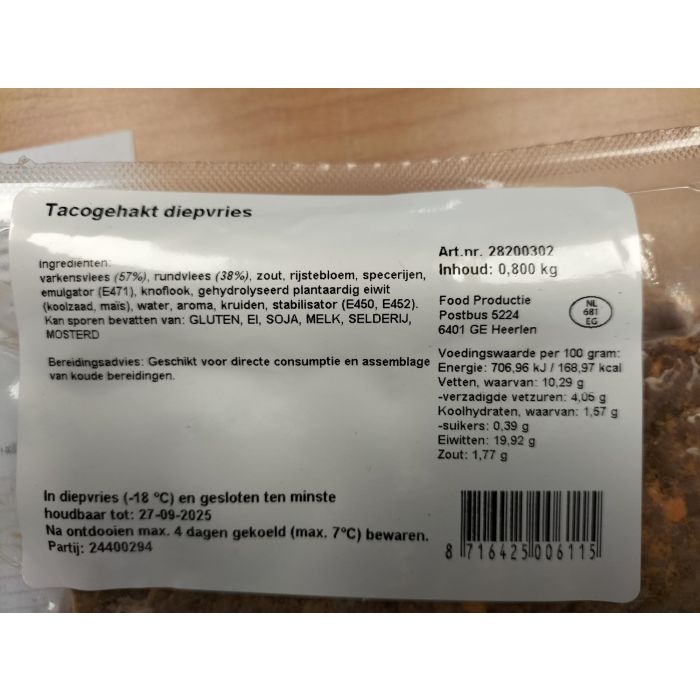 Tacogehakt diepvries
Ingrediënten:
varkensvlees (57%), rundvlees (38%), zout, rijstebloem, specerijen,
emulgator (E471), knoflook, gehydrolyseerd plantaardig eiwit
(koolzaad, maïs), water, aroma, kruiden, stabilisator (E450, E452).
Kan sporen bevatten van: GLUTEN, EI, SOJA, MELK, SELDERIJ,
MOSTERD
Bereidingsadvies: Geschikt voor directe consumptie en assemblage
van koude bereidingen.
In diepvries (-18 °C) en gesloten ten minste
houdbaar tot: 27-09-2025
Na ontdooien max. 4 dagen gekoeld (max. 7°C) bewaren.
Partij: 24400294
Art.nr. 28200302
Inhoud: 0,800 kg
Food Productie
Postbus 5224
6401 GE Heerlen
NL
681
EG
Voedingswaarde per 100 gram:
Energie: 706,96 kJ / 168,97 kcal
Vetten, waarvan: 10,29 g
-verzadigde vetzuren: 4,05 g
Koolhydraten, waarvan: 1,57 g
-suikers: 0,39 g
Eiwitten: 19,92 g
Zout: 1,77 g
8 716425 006115